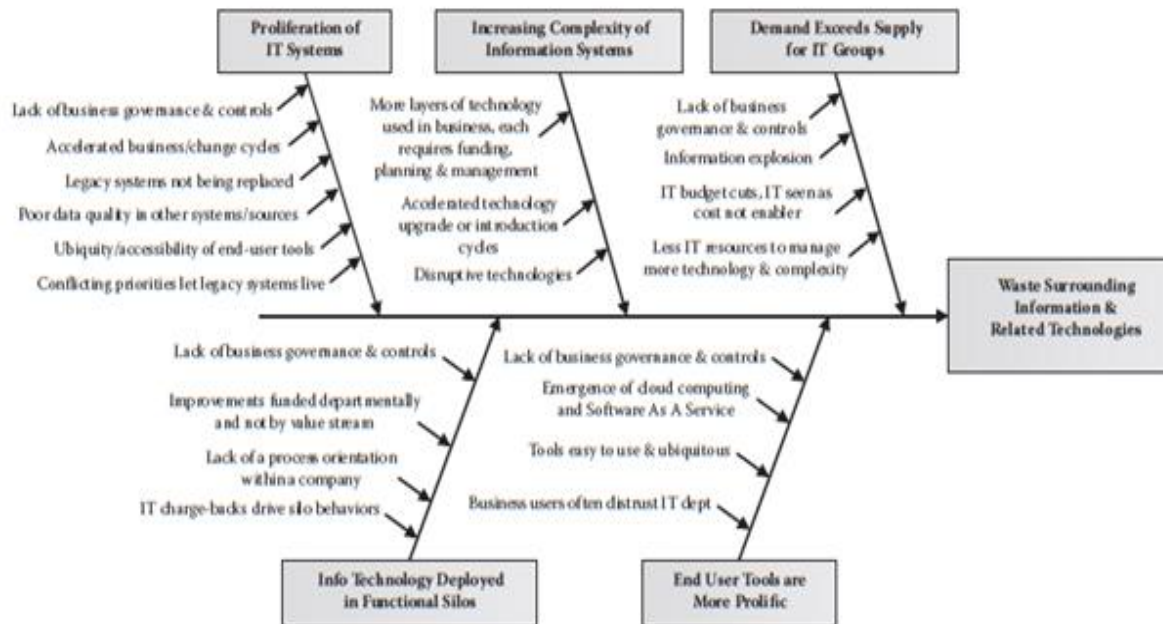 Proliferation of
IT Systems
Increasing Complexity of
Information Systems
Demand Exceeds Supply
for IT Groups
Lack of business governance & controls
Accelerated business/change cycles
Legacy systems not being replaced
Poor data quality in other systems/sources
Ubiquity/accessibility of end-user tools
Conflicting priorities let legacy systems live
More layers of technology
used in business, each
requires funding,
planning & management
Accelerated technology
upgrade or introduction
cycles
Disruptive technologies
Lack of business
governance & controls
Information explosion
IT budget cuts, IT seen as
cost not enabler
Less IT resources to manage
more technology & complexity
Waste Surrounding
Information &
Related Technologies
Lack of business governance & controls
Improvements funded departmentally
and not by value stream
Lack of a process orientation
within a company
IT charge-backs drive silo behaviors
Lack of business governance & controls
Emergence of cloud computing
and Software As A Service
Tools easy to use & ubiquitous
Business users often distrust IT dept
Info Technology Deployed
in Functional Silos
End User Tools are
More Prolific